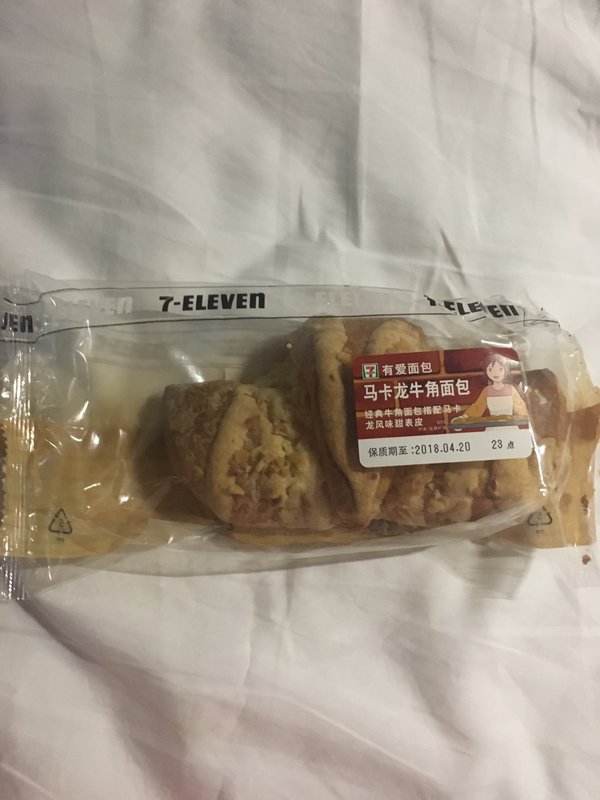 7-ELEVEN
有爱面包
马卡龙牛角面包
经典牛角面包搭配马卡
龙风味甜表皮
保质期至:2018.04.20 23点